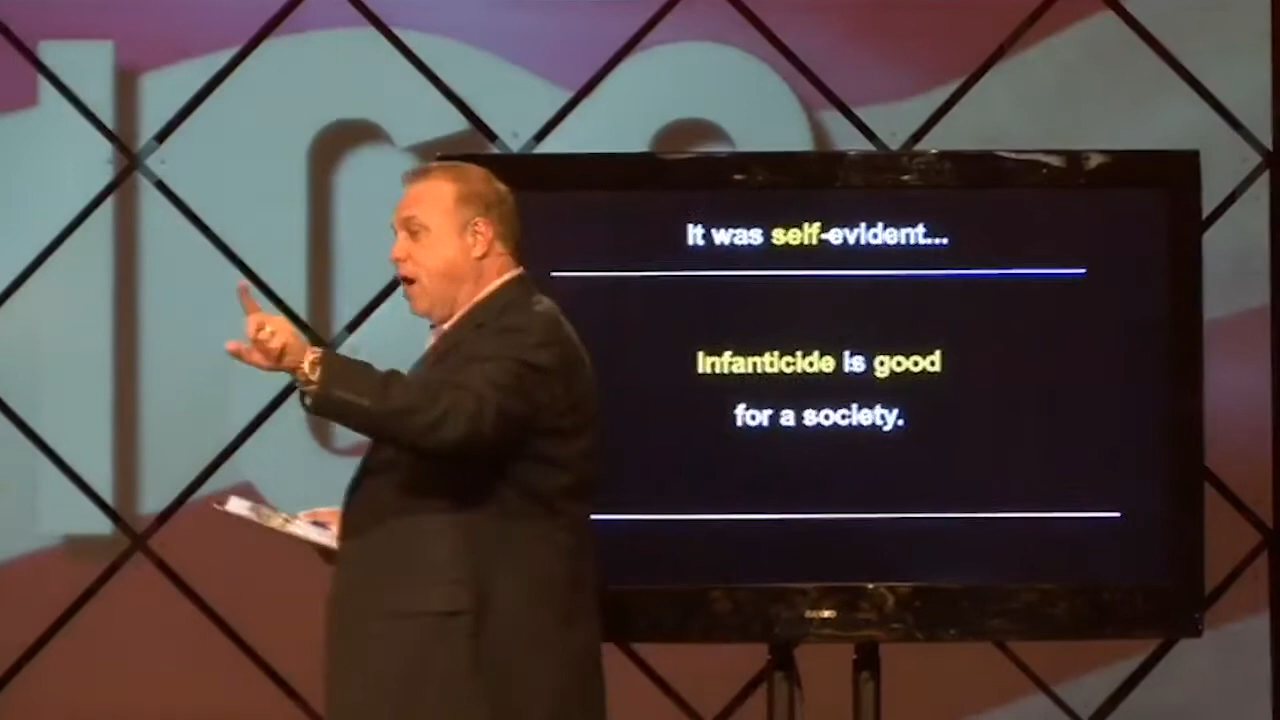 It was self-evident...
Infanticide is good
for a society.